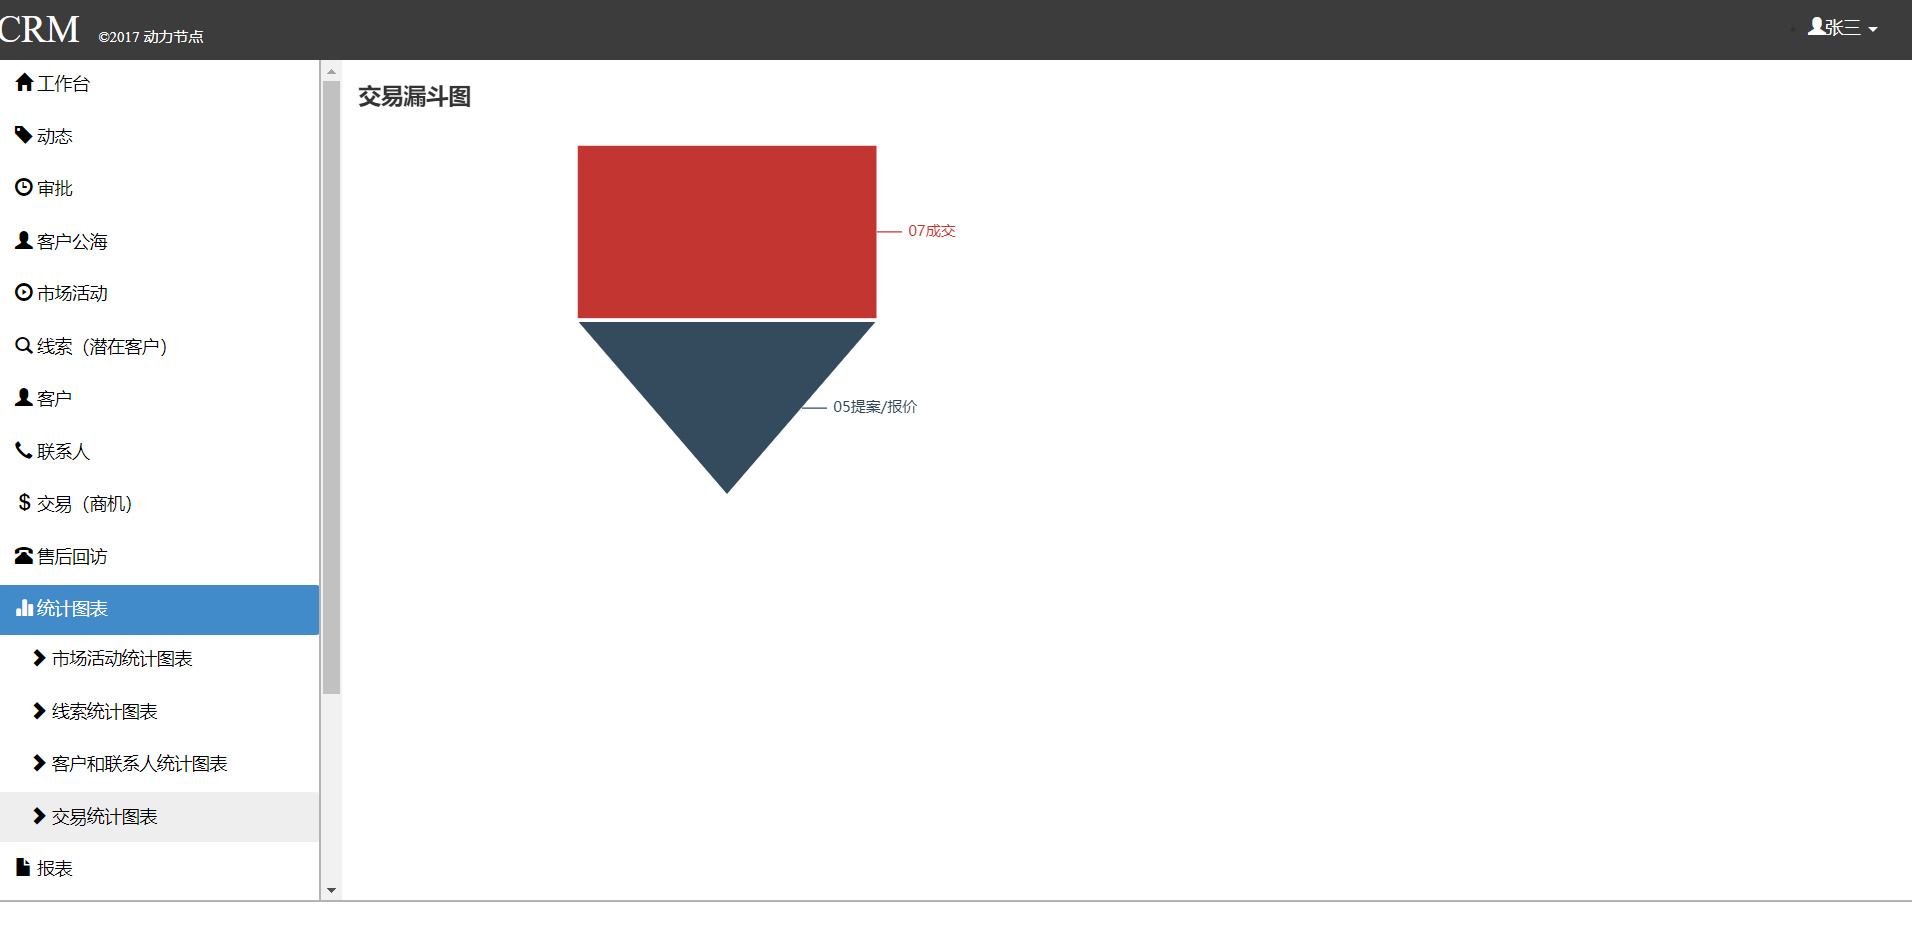 CRM ©2017 动力节点
张三
工作台
动态
审批
客户公海
市场活动
线索（潜在客户）
客户
联系人
交易（商机）
售后回访
统计图表
市场活动统计图表
线索统计图表
客户和联系人统计图表
交易统计图表
报表
交易漏斗图
07成交
05提案/报价